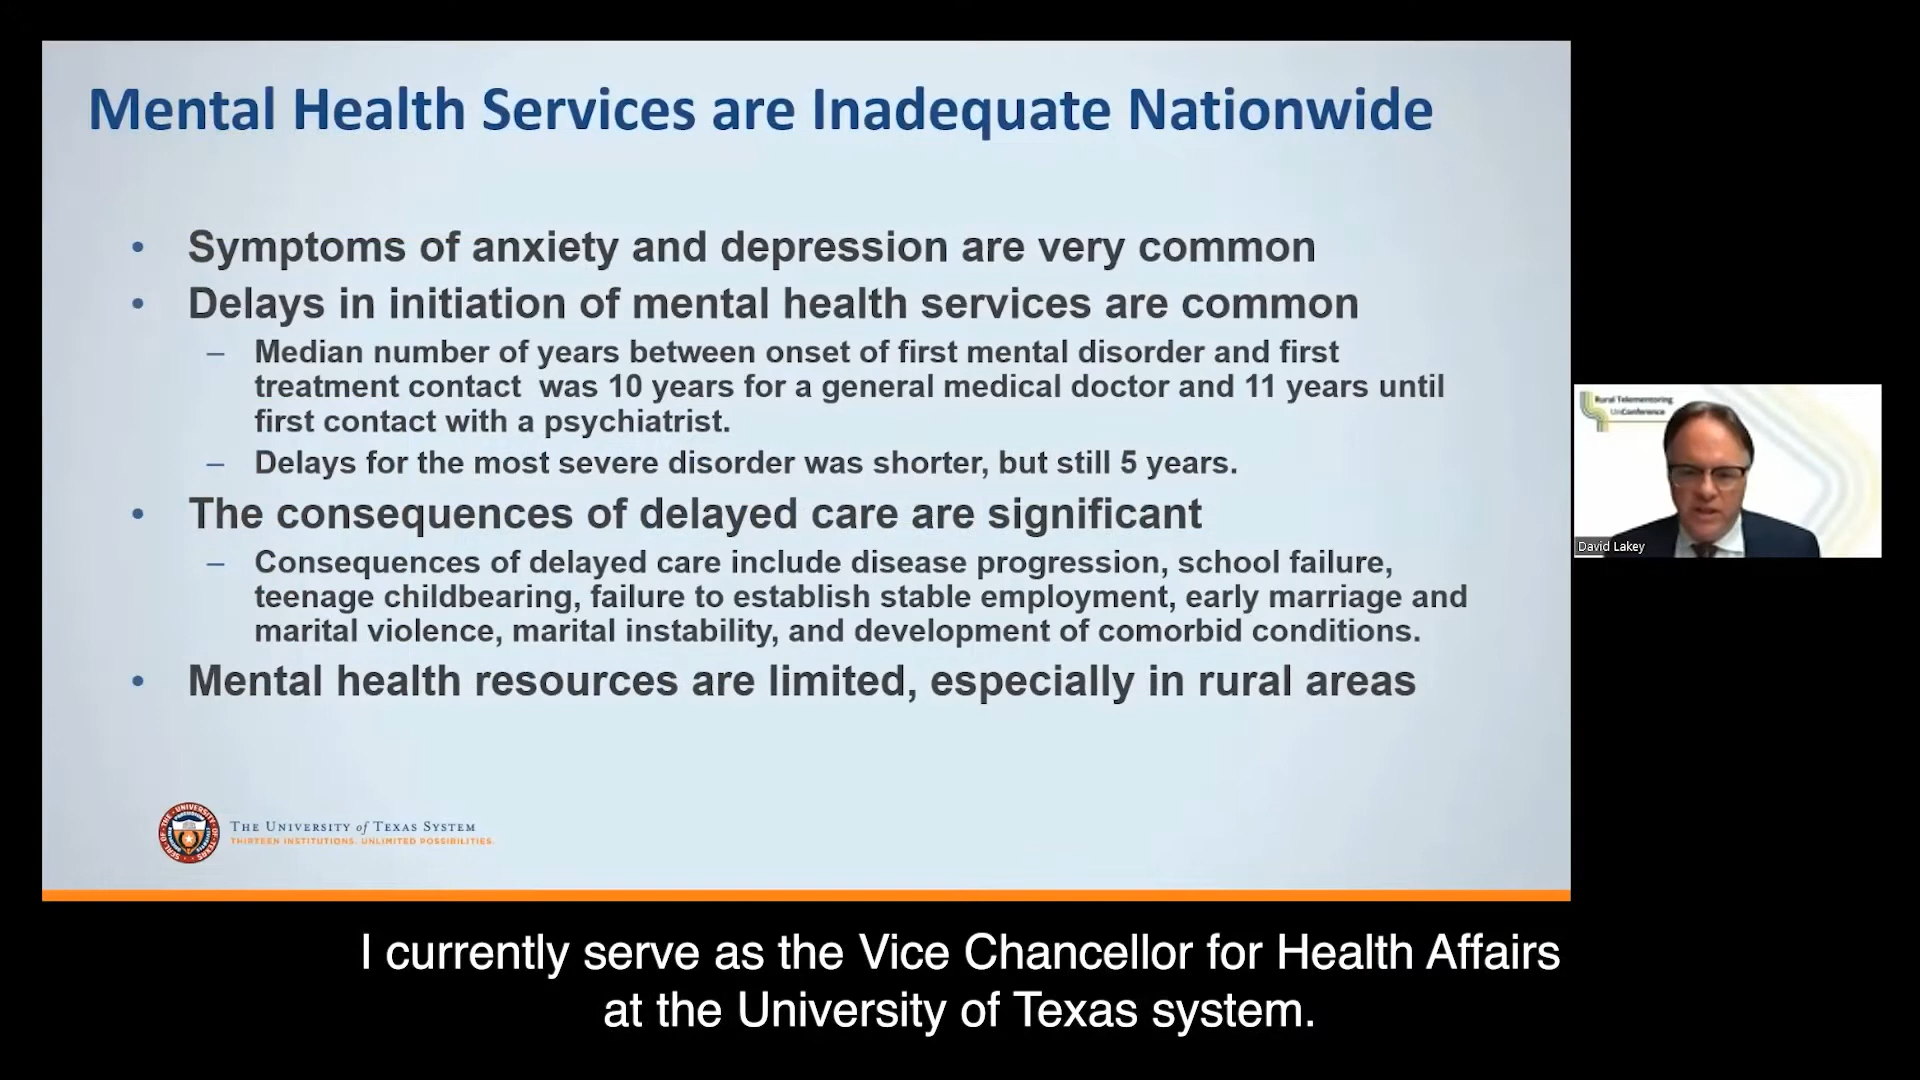 Mental Health Services are Inadequate Nationwide
• Symptoms of anxiety and depression are very common
• Delays in initiation of mental health services are common
– Median number of years between onset of first mental disorder and first
treatment contact was 10 years for a general medical doctor and 11 years until
first contact with a psychiatrist.
– Delays for the most severe disorder was shorter, but still 5 years.
• The consequences of delayed care are significant
– Consequences of delayed care include disease progression, school failure,
teenage childbearing, failure to establish stable employment, early marriage and
marital violence, marital instability, and development of comorbid conditions.
• Mental health resources are limited, especially in rural areas
THE UNIVERSITY of TEXAS SYSTEM
THIRTEEN INSTITUTIONS. UNLIMITED POSSIBILITIES.
Rural Telementoring
UnConference
David Lakey
I currently serve as the Vice Chancellor for Health Affairs
at the University of Texas system.